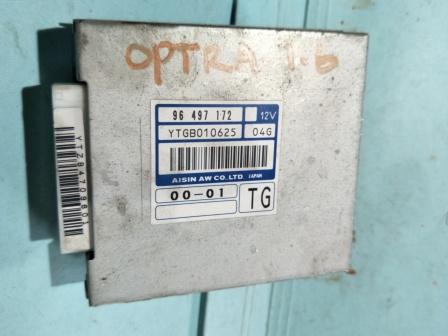 OPTRA 1.6
96 497 172 12V
YTGB010625 04G
AISIN AW CO.,LTD. JAPAN
00-01 TG